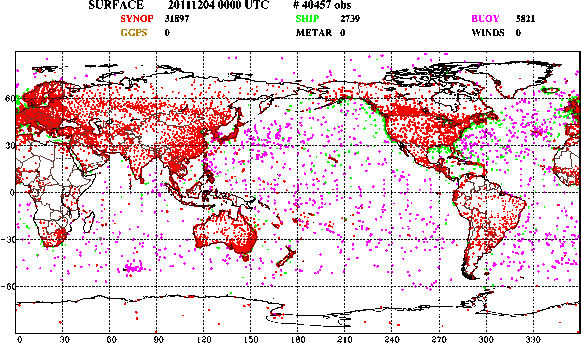 SURFACE 20111204 0000 UTC # 40457 obs
SYNOP 31897 SHIP 2739 BUOY 5821
GGPS 0 METAR 0 WINDS 0
60
30
0
-30
-60
0 30 60 90 120 150 180 210 240 270 300 330